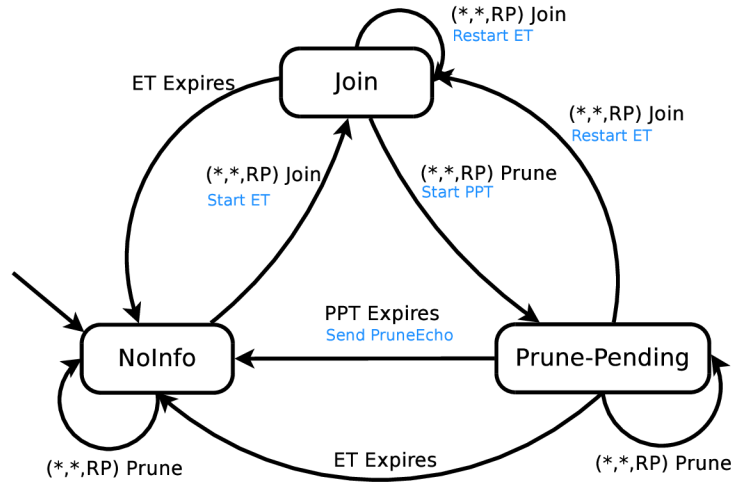 (*,*,RP) Join
Restart ET
Join
ET Expires
(*,*,RP) Join
Restart ET
(*,*,RP) Join
Start ET
(*,*,RP) Prune
Start PPT
PPT Expires
Send PruneEcho
NoInfo
Prune-Pending
(*,*,RP) Prune
ET Expires
(*,*,RP) Prune